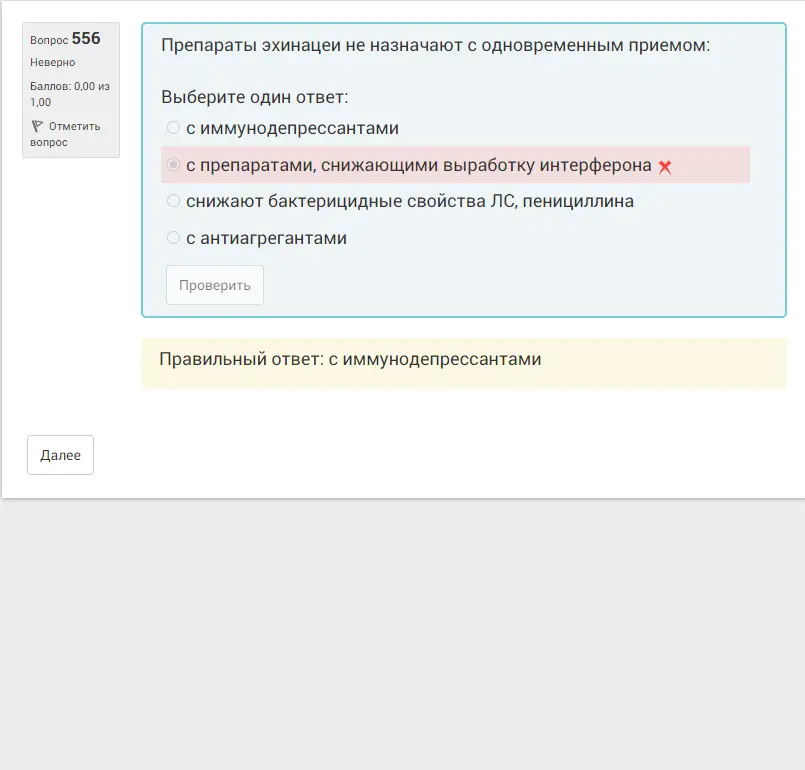 Вопрос 556
Неверно
Баллов: 0,00 из
1,00
Отметить
вопрос
Препараты эхинацеи не назначают с одновременным приемом:
Выберите один ответ:
с иммунодепрессантами
с препаратами, снижающими выработку интерферона
снижают бактерицидные свойства ЛС, пенициллина
с антиагрегантами
Проверить
Правильный ответ: с иммунодепрессантами
Далее